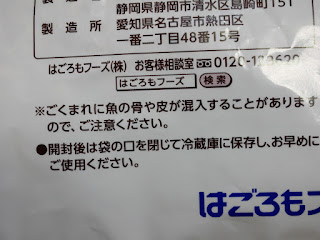 静岡県静岡市清水区島崎町151
製造所 愛知県名古屋市熱田区
一番二丁目48番15号
はごろもフーズ(株) お客様相談室 0120-
はごろもフーズ 検索
※ごくまれに魚の骨や皮が混入することがあります
ので、ご注意ください。
●開封後は袋の口を閉じて冷蔵庫に保存し、お早めに
ご使用ください。
はごろもフ